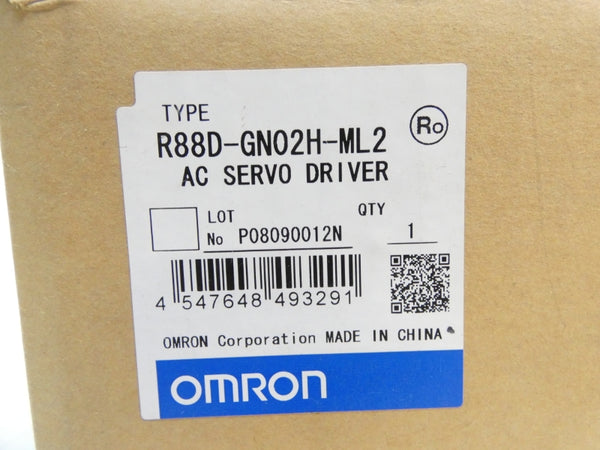 TYPE
R88D-GN02H-ML2
Ro
AC SERVO DRIVER
LOT No P08090012N
QTY 1
4 547648 493291
OMRON Corporation MADE IN CHINA
OMRON